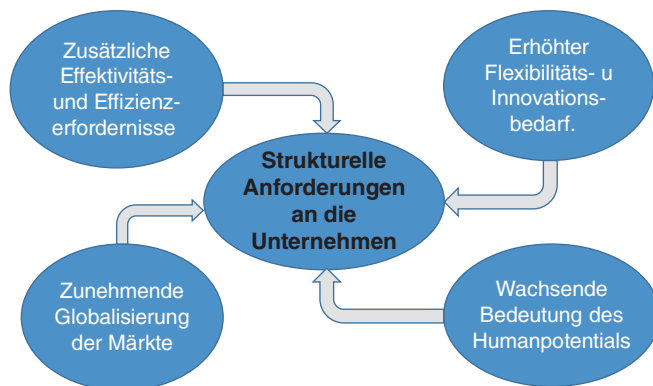 Zusätzliche
Effektivitäts-
und Effizienz-
erfordernisse
Erhöhter
Flexibilitäts- u
Innovations-
bedarf.
Strukturelle
Anforderungen
an die
Unternehmen
Zunehmende
Globalisierung
der Märkte
Wachsende
Bedeutung des
Humanpotentials